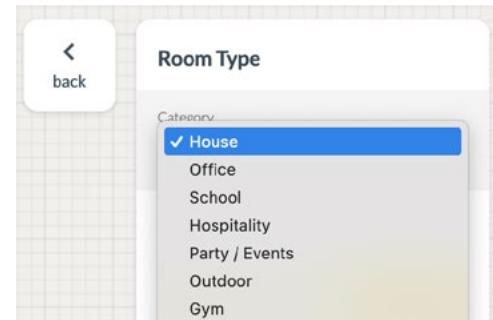 back
Room Type
Category
✓ House
Office
School
Hospitality
Party / Events
Outdoor
Gym